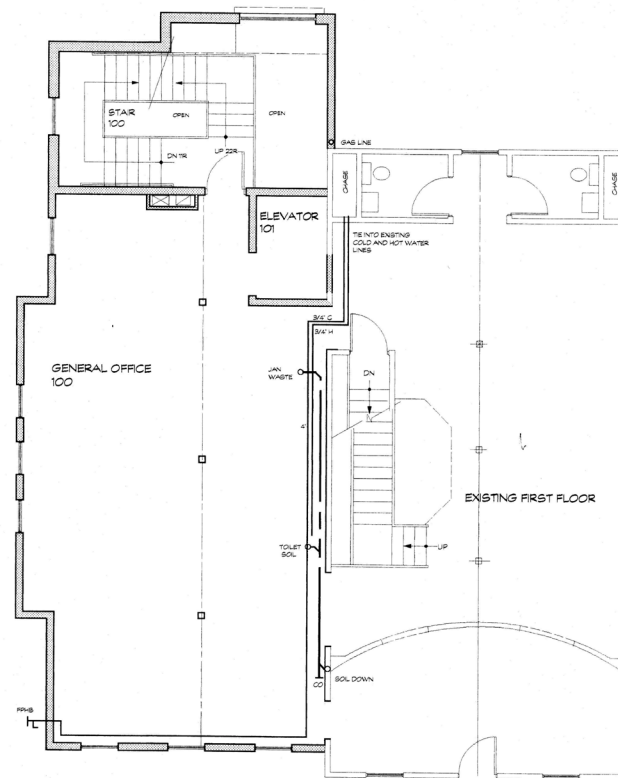 STAIR
100
OPEN
OPEN
UP 22R
DN 11R
GAS LINE
CHASE
CHASE
ELEVATOR
101
TIE INTO EXISTING
COLD AND HOT WATER
LINES
3/4" C
3/4" H
GENERAL OFFICE
100
JAN
WASTE
DN
4"
EXISTING FIRST FLOOR
TOILET
SOIL
UP
CO
SOIL DOWN
FPHB